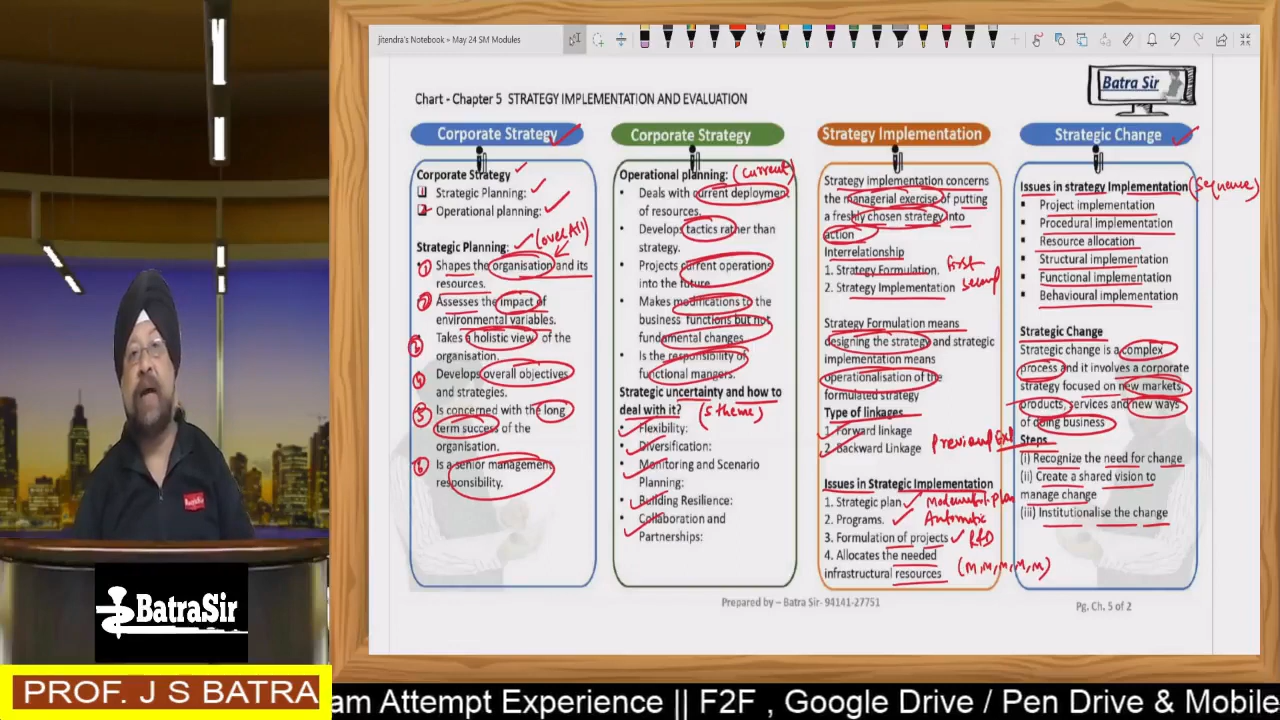 jitendra's Notebook » May 24 SM Modules
Batra Sir
Chart - Chapter 5 STRATEGY IMPLEMENTATION AND EVALUATION
Corporate Strategy
Corporate Strategy
Strategic Planning:
Operational planning:
Strategic Planning: (over All)
1 Shapes the organisation and its
resources.
2 Assesses the impact of
environmental variables.
Takes a holistic view of the
organisation.
4 Develops overall objectives
and strategies.
5 Is concerned with the long
term success of the
organisation.
6 Is a senior management
responsibility.
Corporate Strategy
Operational planning: (current)
• Deals with current deployment
of resources.
• Develops tactics rather than
strategy.
• Projects current operations
into the future.
• Makes modifications to the
business functions but not
fundamental changes
• Is the responsibility of
functional mangers.
Strategic uncertainty and how to
deal with it? (5 theme)
• Flexibility:
• Diversification:
• Monitoring and Scenario
Planning:
• Building Resilience:
• Collaboration and
Partnerships:
Strategy Implementation
Strategy Implementation concerns
the managerial exercise of putting
a freshly chosen strategy into
action
Interrelationship
1. Strategy Formulation. first
2. Strategy Implementation second
Strategy Formulation means
designing the strategy and strategic
implementation means
operationalisation of the
formulated strategy
Type of linkages
1. Forward linkage
2. Backward Linkage Previous Exp
Issues in Strategic Implementation
1. Strategic plan
2. Programs. Automatic
3. Formulation of projects R&D
4. Allocates the needed
infrastructural resources (M,M,M,M,M)
Strategic Change
Issues in strategy Implementation (Sequence)
▪ Project implementation
▪ Procedural implementation
▪ Resource allocation
▪ Structural implementation
▪ Functional implementation
▪ Behavioural implementation
Strategic Change
Strategic change is a complex
process and it involves a corporate
strategy focused on new markets,
products, services and new ways
of doing business
Steps
(i) Recognize the need for change
(ii) Create a shared vision to
manage change
(iii) Institutionalise the change
Prepared by – Batra Sir- 94141-27751
Pg. Ch. 5 of 2
BatraSir
PROF. J S BATRA
am Attempt Experience || F2F , Google Drive / Pen Drive & Mobile